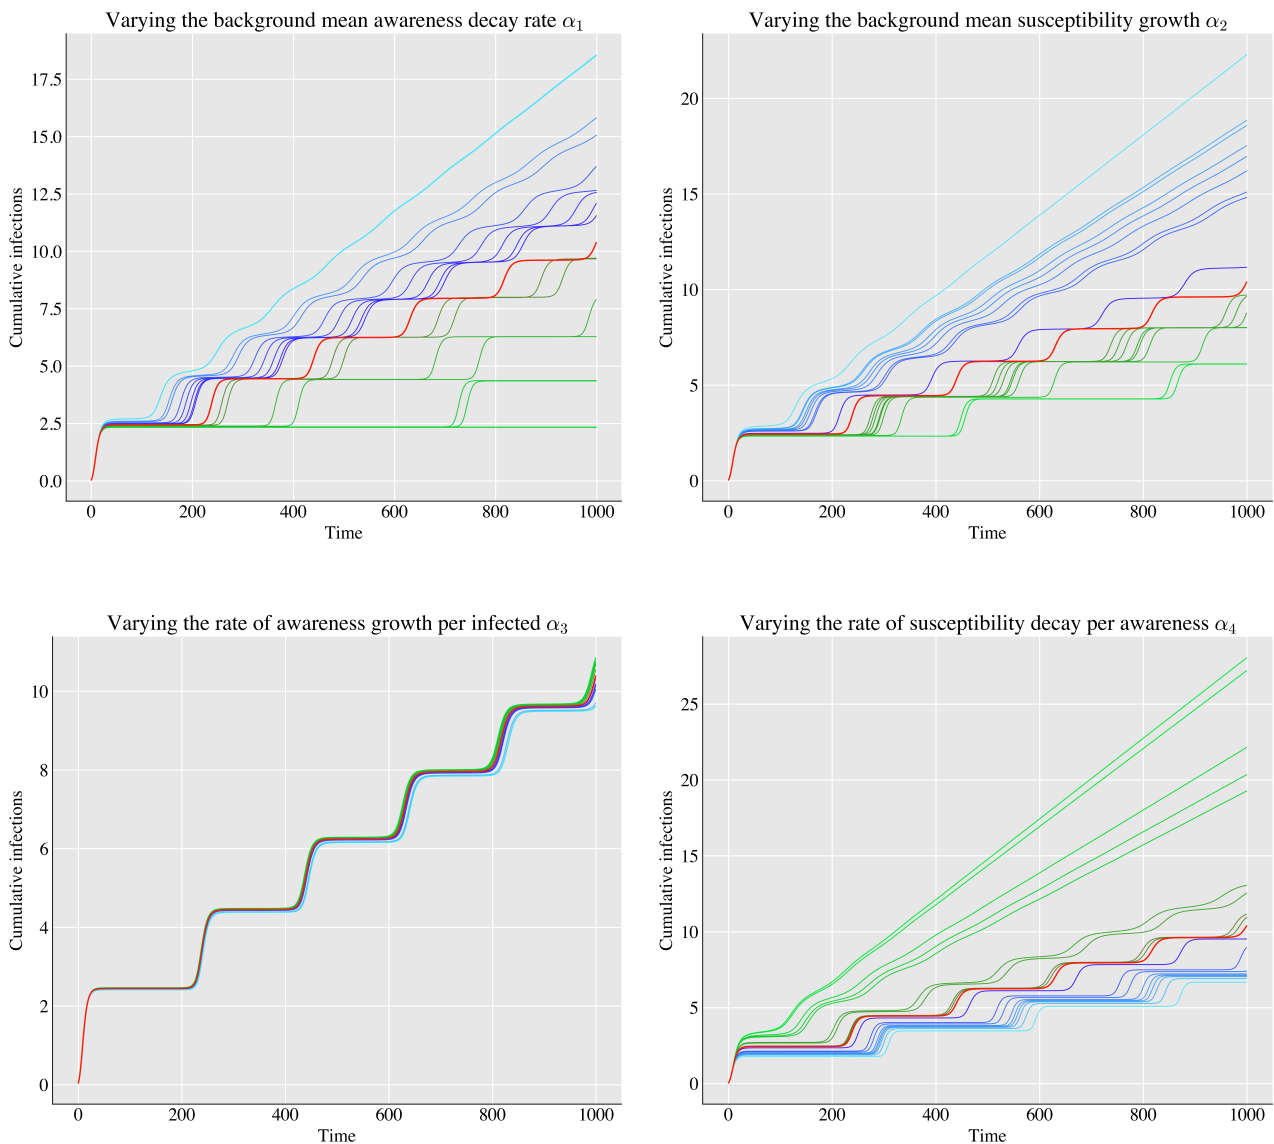 Varying the background mean awareness decay rate α₁
Cumulative infections
17.5
15.0
12.5
10.0
7.5
5.0
2.5
0.0
0 200 400 600 800 1000
Time
Varying the background mean susceptibility growth α₂
Cumulative infections
20
15
10
5
0
0 200 400 600 800 1000
Time
Varying the rate of awareness growth per infected α₃
Cumulative infections
10
8
6
4
2
0
0 200 400 600 800 1000
Time
Varying the rate of susceptibility decay per awareness α₄
Cumulative infections
25
20
15
10
5
0
0 200 400 600 800 1000
Time